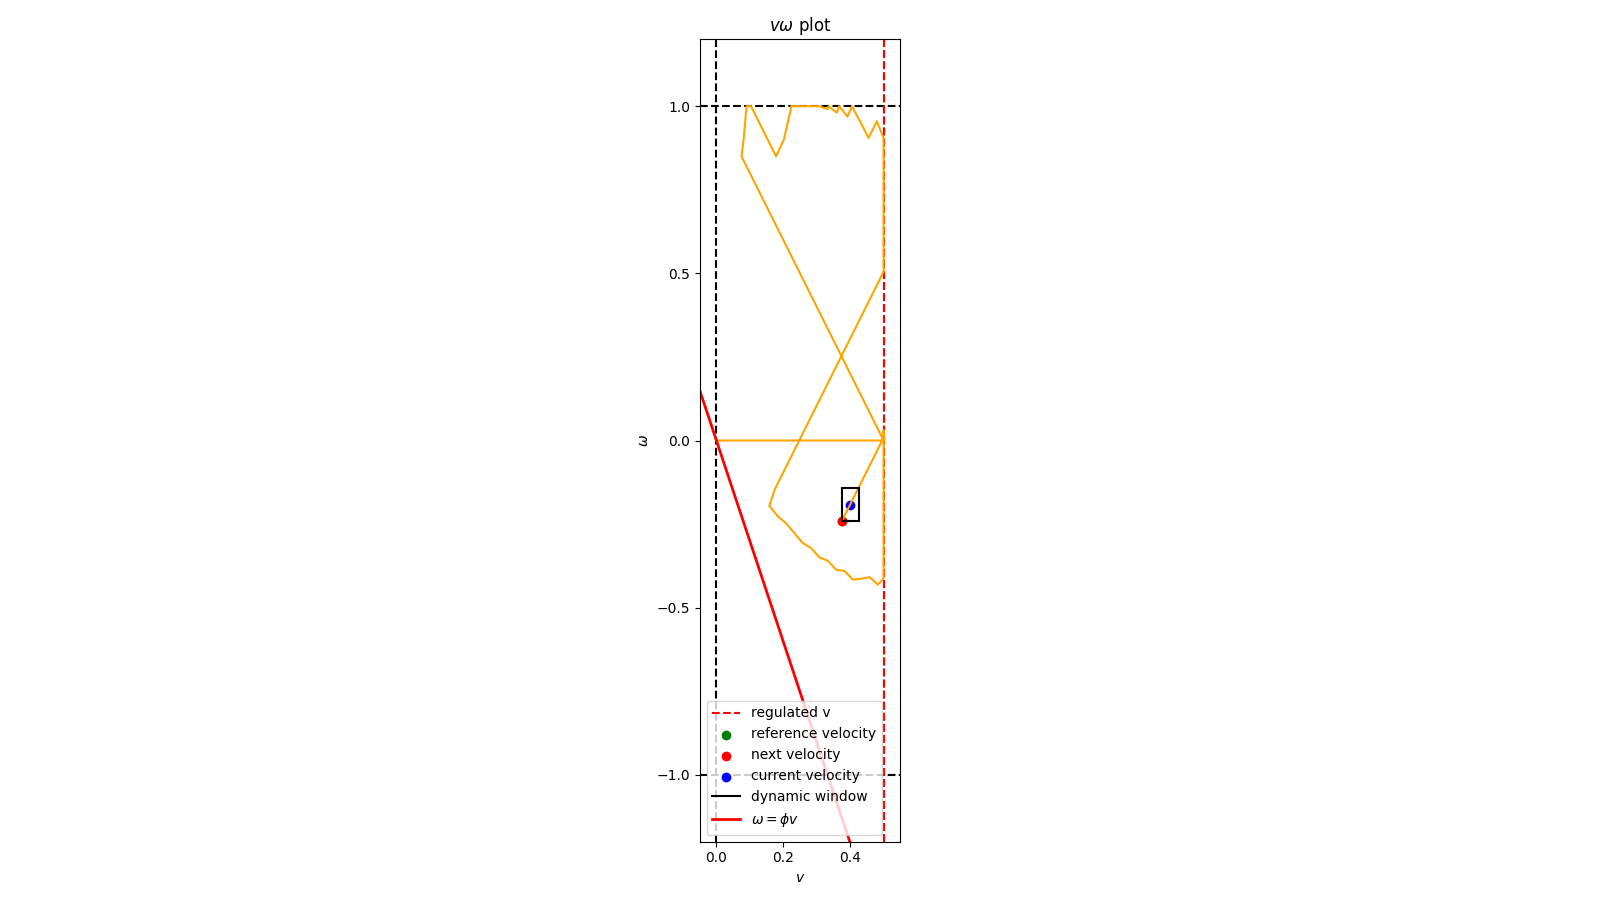 vω plot
1.0
0.5
0.0
−0.5
−1.0
ω
regulated v
reference velocity
next velocity
current velocity
dynamic window
ω = ϕv
0.0 0.2 0.4
v